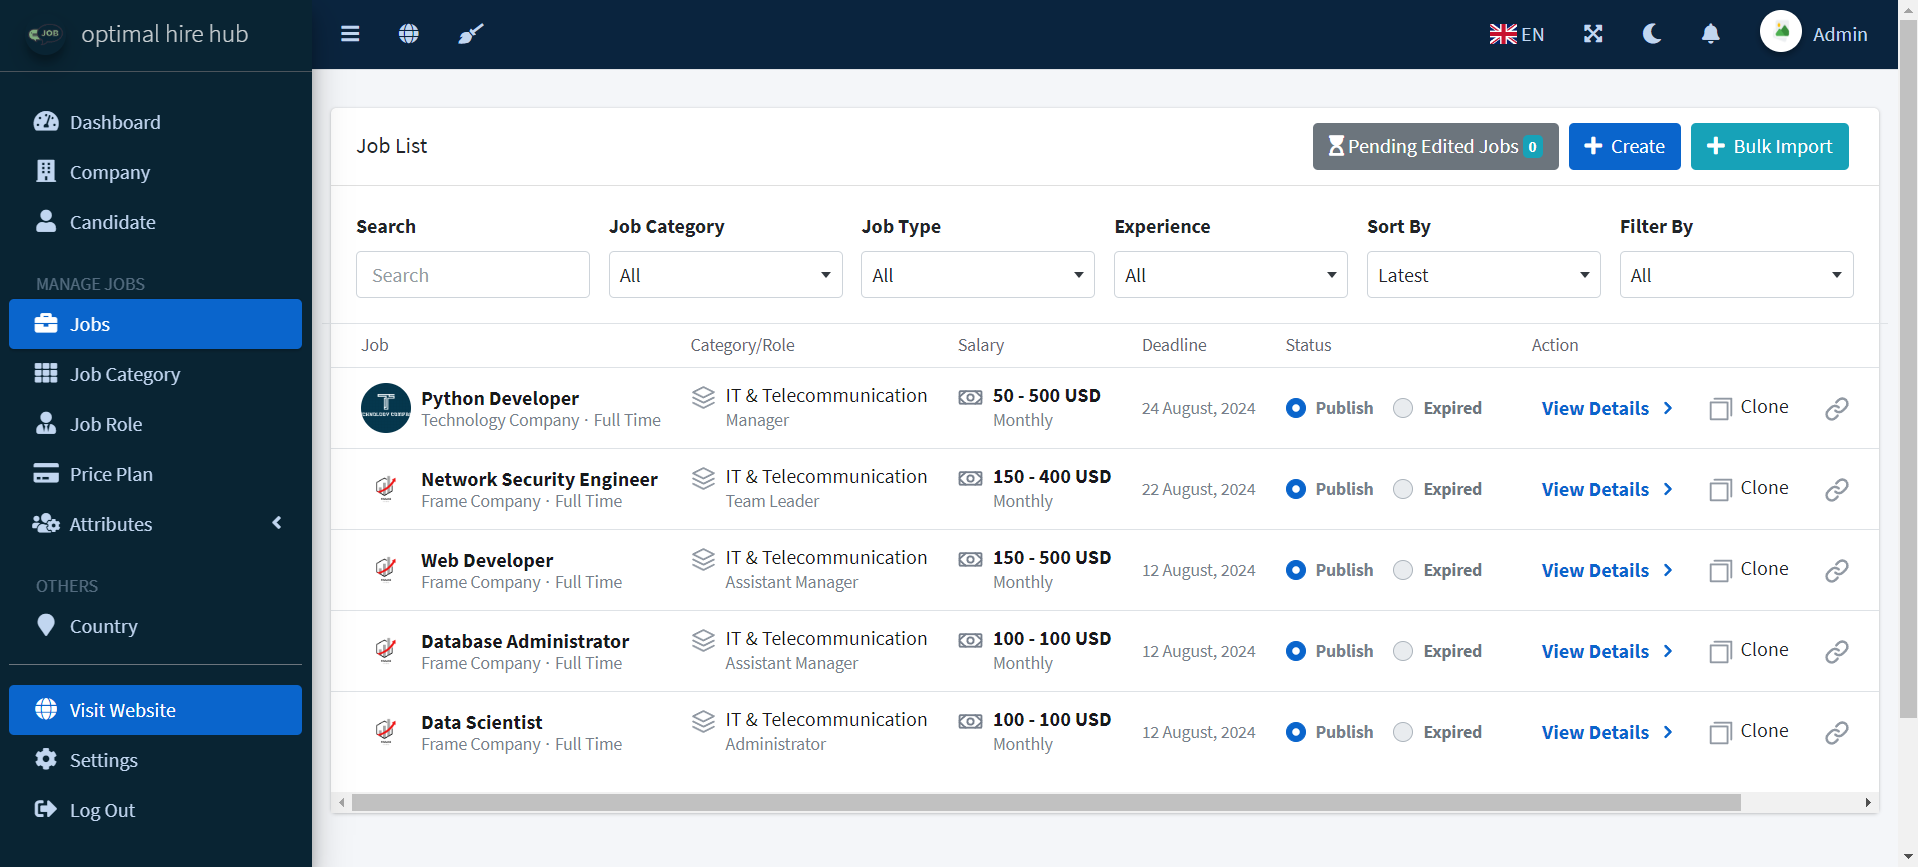 JOB
optimal hire hub
EN
Admin
Dashboard
Company
Candidate
MANAGE JOBS
Jobs
Job Category
Job Role
Price Plan
Attributes
OTHERS
Country
Visit Website
Settings
Log Out
Job List
Pending Edited Jobs 0
Create
Bulk Import
Search
Job Category
Job Type
Experience
Sort By
Filter By
Search
All
All
All
Latest
All
Job
Category/Role
Salary
Deadline
Status
Action
Python Developer
Technology Company · Full Time
IT & Telecommunication
Manager
50 - 500 USD
Monthly
24 August, 2024
Publish
Expired
View Details
Clone
Network Security Engineer
Frame Company · Full Time
IT & Telecommunication
Team Leader
150 - 400 USD
Monthly
22 August, 2024
Publish
Expired
View Details
Clone
Web Developer
Frame Company · Full Time
IT & Telecommunication
Assistant Manager
150 - 500 USD
Monthly
12 August, 2024
Publish
Expired
View Details
Clone
Database Administrator
Frame Company · Full Time
IT & Telecommunication
Assistant Manager
100 - 100 USD
Monthly
12 August, 2024
Publish
Expired
View Details
Clone
Data Scientist
Frame Company · Full Time
IT & Telecommunication
Administrator
100 - 100 USD
Monthly
12 August, 2024
Publish
Expired
View Details
Clone